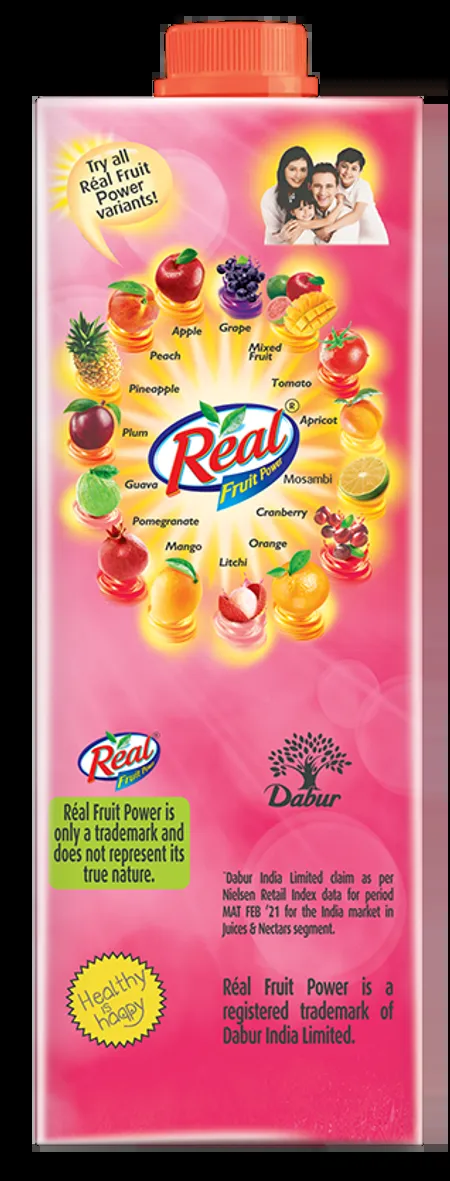 Try all
Réal Fruit
Power
variants!
Apple
Grape
Peach
Mixed
Fruit
Pineapple
Tomato
Plum
Réal®
Fruit Power
Apricot
Guava
Mosambi
Pomegranate
Cranberry
Mango
Orange
Litchi
Réal®
Fruit Power
Dabur
Réal Fruit Power is
only a trademark and
does not represent its
true nature.
*Dabur India Limited claim as per
Nielsen Retail Index data for period
MAT FEB '21 for the India market in
Juices & Nectars segment.
Healthy
is
happy
Réal Fruit Power is a
registered trademark of
Dabur India Limited.